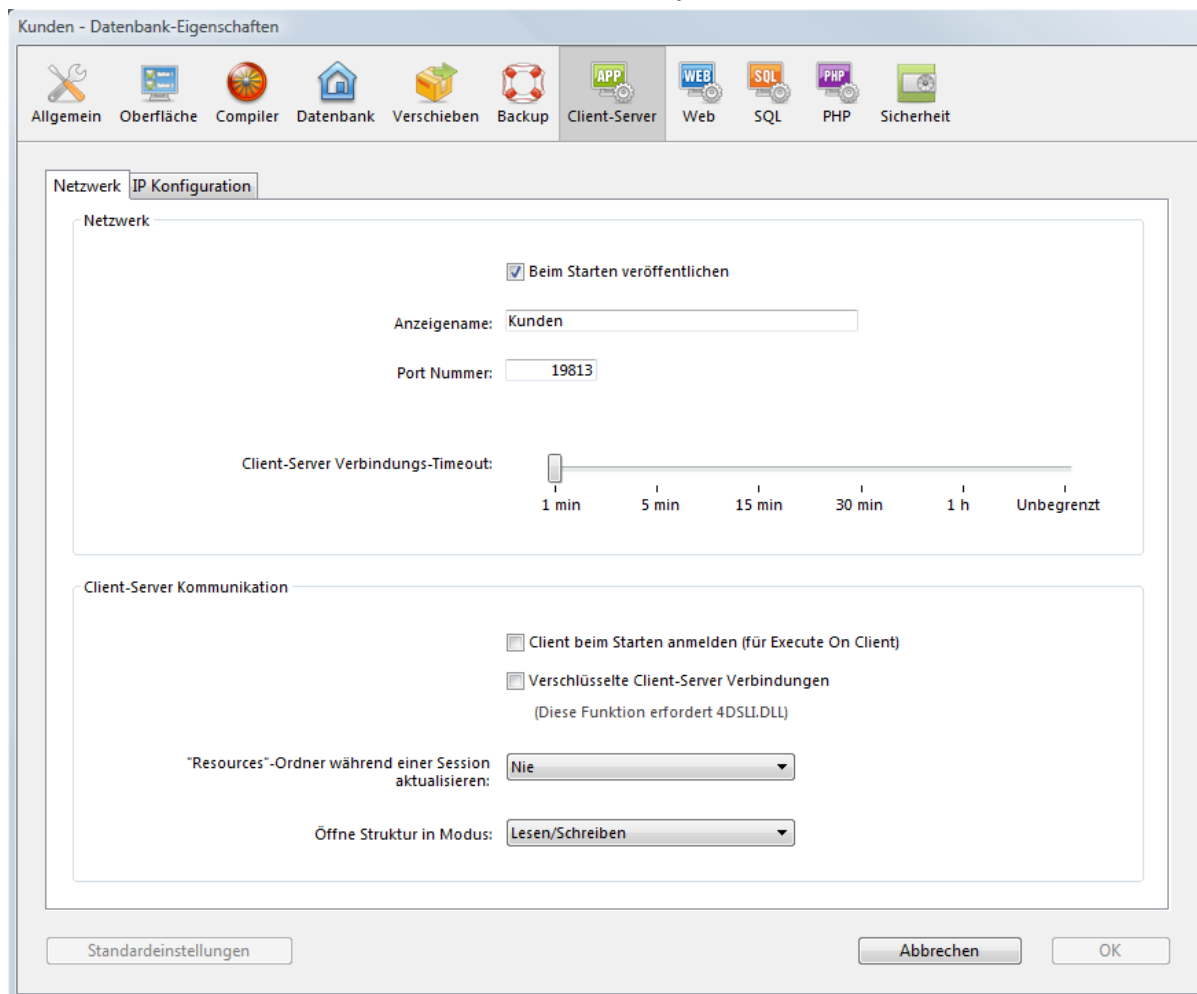 Kunden - Datenbank-Eigenschaften
APP WEB SQL PHP
Allgemein Oberfläche Compiler Datenbank Verschieben Backup Client-Server Web SQL PHP Sicherheit
Netzwerk IP Konfiguration
Netzwerk
Beim Starten veröffentlichen
Anzeigename: Kunden
Port Nummer: 19813
Client-Server Verbindungs-Timeout:
1 min 5 min 15 min 30 min 1 h Unbegrenzt
Client-Server Kommunikation
Client beim Starten anmelden (für Execute On Client)
Verschlüsselte Client-Server Verbindungen
(Diese Funktion erfordert 4DSLI.DLL)
"Resources"-Ordner während einer Session
aktualisieren: Nie
Öffne Struktur in Modus: Lesen/Schreiben
Standardeinstellungen Abbrechen OK